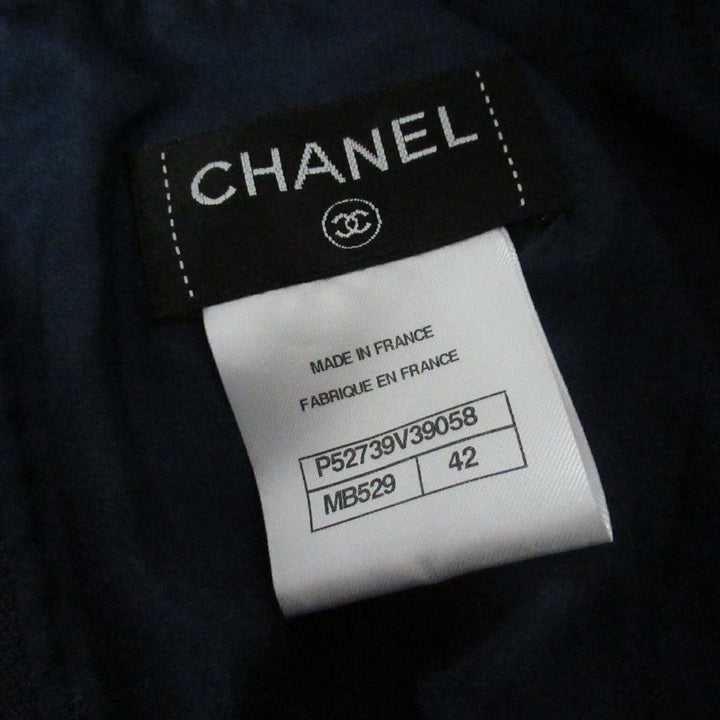 CHANEL
MADE IN FRANCE
FABRIQUE EN FRANCE
P52739V39058
MB529 42